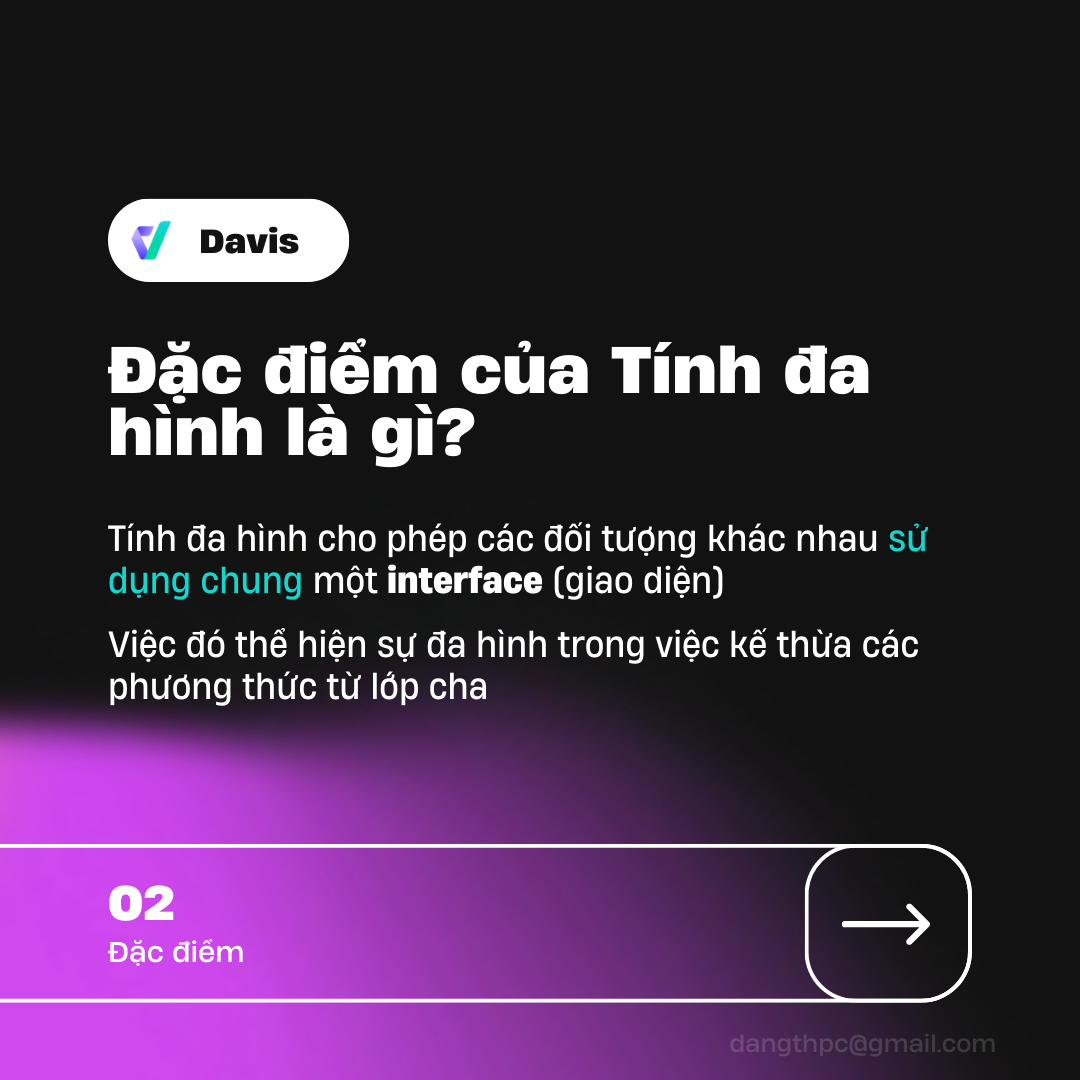 Davis
Đặc điểm của Tính đa
hình là gì?
Tính đa hình cho phép các đối tượng khác nhau sử
dụng chung một interface (giao diện)
Việc đó thể hiện sự đa hình trong việc kế thừa các
phương thức từ lớp cha
02
Đặc điểm
dangthpc@gmail.com